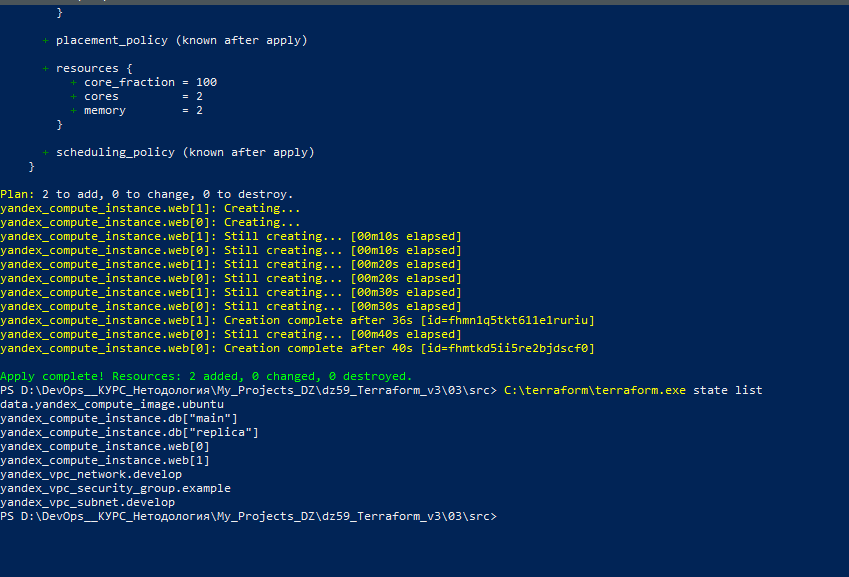 }
+ placement_policy (known after apply)
+ resources {
+ core_fraction = 100
+ cores         = 2
+ memory        = 2
}
+ scheduling_policy (known after apply)
}
Plan: 2 to add, 0 to change, 0 to destroy.
yandex_compute_instance.web[1]: Creating...
yandex_compute_instance.web[0]: Creating...
yandex_compute_instance.web[1]: Still creating... [00m10s elapsed]
yandex_compute_instance.web[0]: Still creating... [00m10s elapsed]
yandex_compute_instance.web[1]: Still creating... [00m20s elapsed]
yandex_compute_instance.web[0]: Still creating... [00m20s elapsed]
yandex_compute_instance.web[1]: Still creating... [00m30s elapsed]
yandex_compute_instance.web[0]: Still creating... [00m30s elapsed]
yandex_compute_instance.web[1]: Creation complete after 36s [id=fhmn1q5tkt611e1ruriu]
yandex_compute_instance.web[0]: Still creating... [00m40s elapsed]
yandex_compute_instance.web[0]: Creation complete after 40s [id=fhmtkd5ii5re2bjdscf0]
Apply complete! Resources: 2 added, 0 changed, 0 destroyed.
PS D:\DevOps__КУРС_Нетодология\My_Projects_DZ\dz59_Terraform_v3\03\src> C:\terraform\terraform.exe state list
data.yandex_compute_image.ubuntu
yandex_compute_instance.db["main"]
yandex_compute_instance.db["replica"]
yandex_compute_instance.web[0]
yandex_compute_instance.web[1]
yandex_vpc_network.develop
yandex_vpc_security_group.example
yandex_vpc_subnet.develop
PS D:\DevOps__КУРС_Нетодология\My_Projects_DZ\dz59_Terraform_v3\03\src>